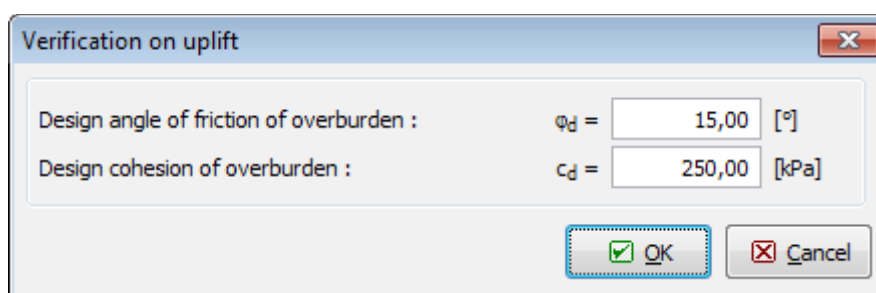 Verification on uplift
Design angle of friction of overburden : φd = 15,00 [°]
Design cohesion of overburden : cd = 250,00 [kPa]
OK Cancel